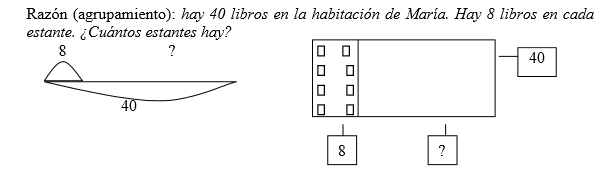 Razón (agrupamiento): hay 40 libros en la habitación de María. Hay 8 libros en cada
estante. ¿Cuántos estantes hay?
8 ?
40
40
8 ?